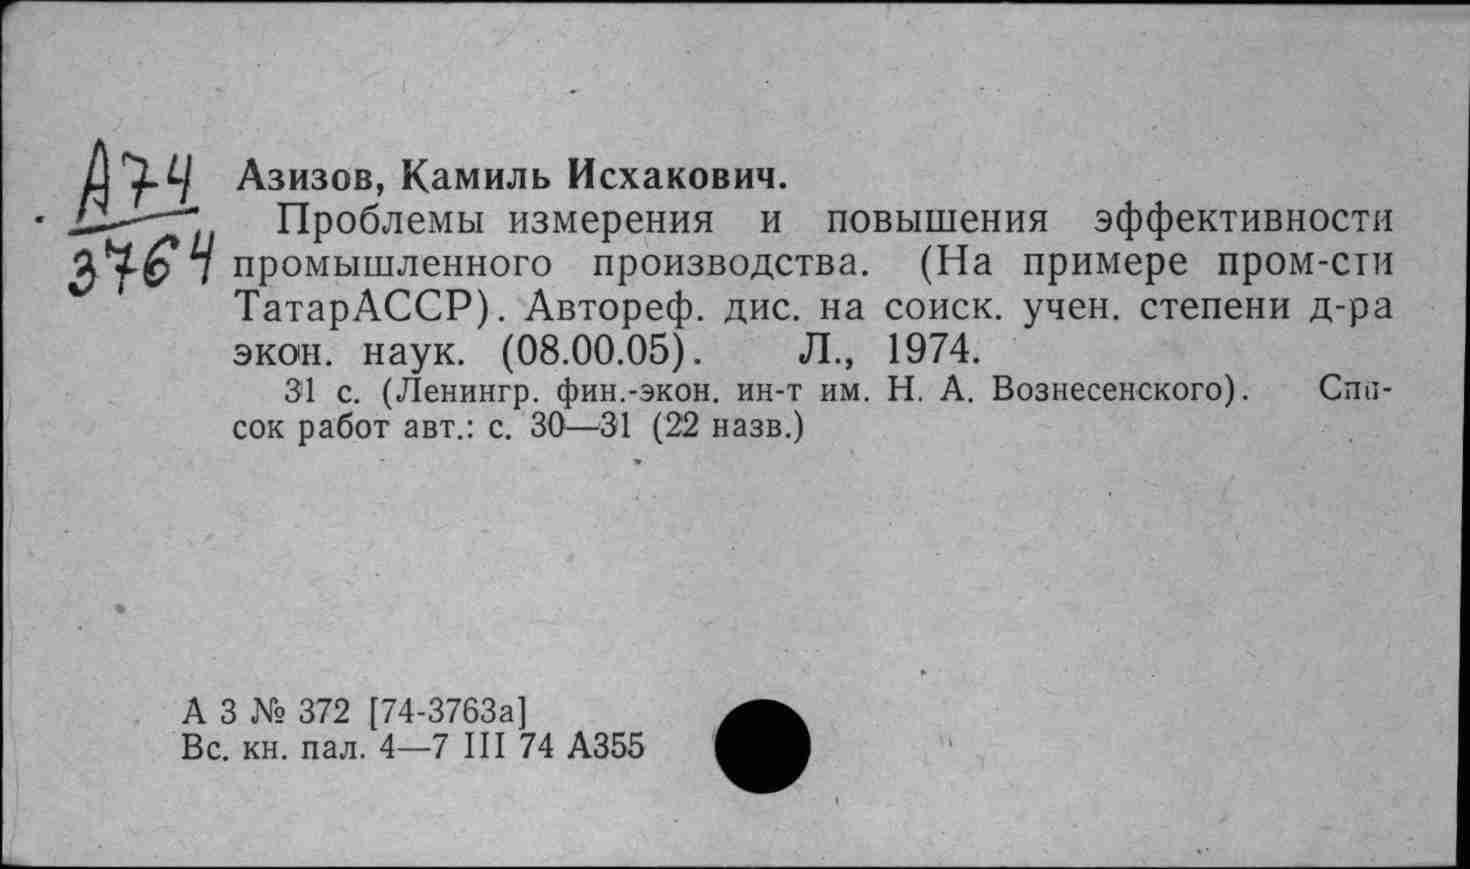 А74
3764
Азизов, Камиль Исхакович.
Проблемы измерения и повышения эффективности
промышленного производства. (На примере пром-сти
ТатарАССР). Автореф. дис. на соиск. учен. степени д-ра
экон. наук. (08.00.05). Л., 1974.
31 с. (Ленингр. фин.-экон. ин-т им. Н. А. Вознесенского). Спи-
сок работ авт.: с. 30—31 (22 назв.)
А 3 № 372 [74-3763а]
Вс. кн. пал. 4—7 III 74 А355